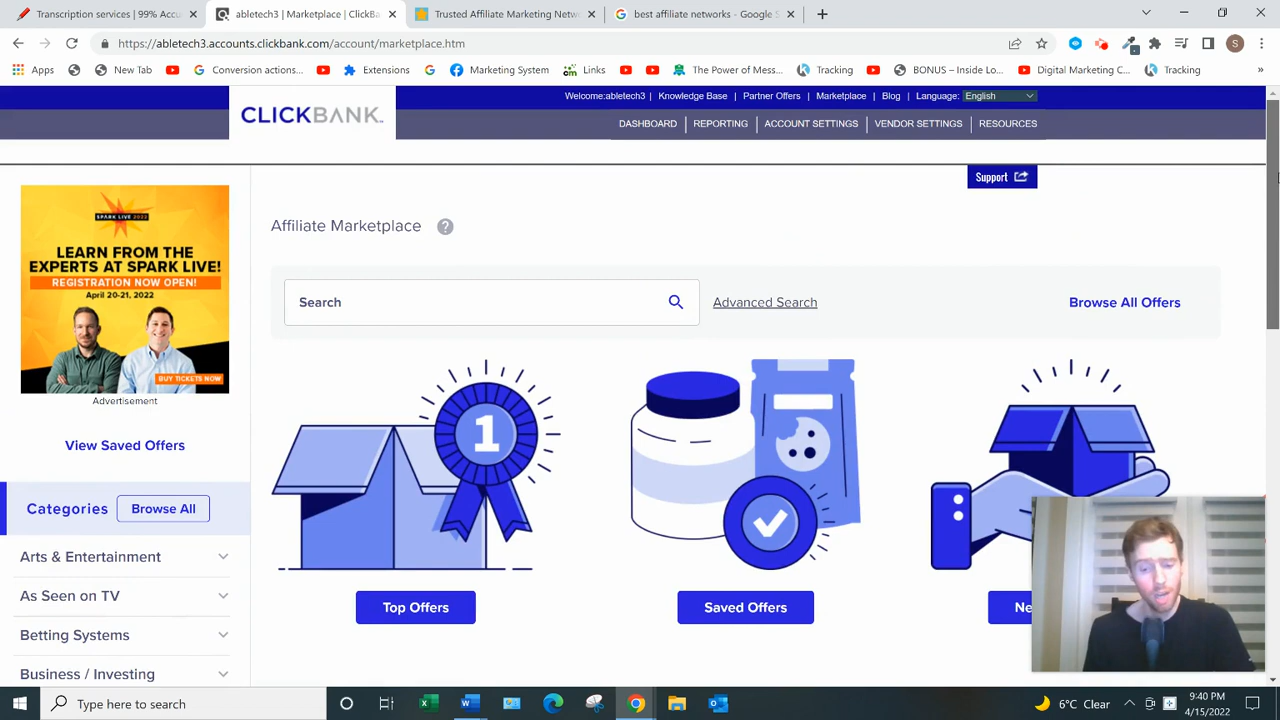 Transcription services | 99% Accu
abletech3 | Marketplace | ClickBa
Trusted Affiliate Marketing Netw
best affiliate networks - Google S
https://abletech3.accounts.clickbank.com/account/marketplace.htm
S
Apps
New Tab
Conversion actions...
Extensions
Marketing System
Links
The Power of Mess...
Tracking
BONUS – Inside Lo...
Digital Marketing C...
Tracking
»
CLICKBANK
Welcome:abletech3 | Knowledge Base | Partner Offers | Marketplace | Blog | Language: English
DASHBOARD | REPORTING | ACCOUNT SETTINGS | VENDOR SETTINGS | RESOURCES
Support
SPARK LIVE 2022
LEARN FROM THE
EXPERTS AT SPARK LIVE!
REGISTRATION NOW OPEN!
April 20-21, 2022
BUY TICKETS NOW
Advertisement
View Saved Offers
Categories
Browse All
Arts & Entertainment
As Seen on TV
Betting Systems
Business / Investing
Affiliate Marketplace ?
Search
Advanced Search
Browse All Offers
1
Top Offers
Saved Offers
Ne
Type here to search
6°C Clear
9:40 PM
4/15/2022